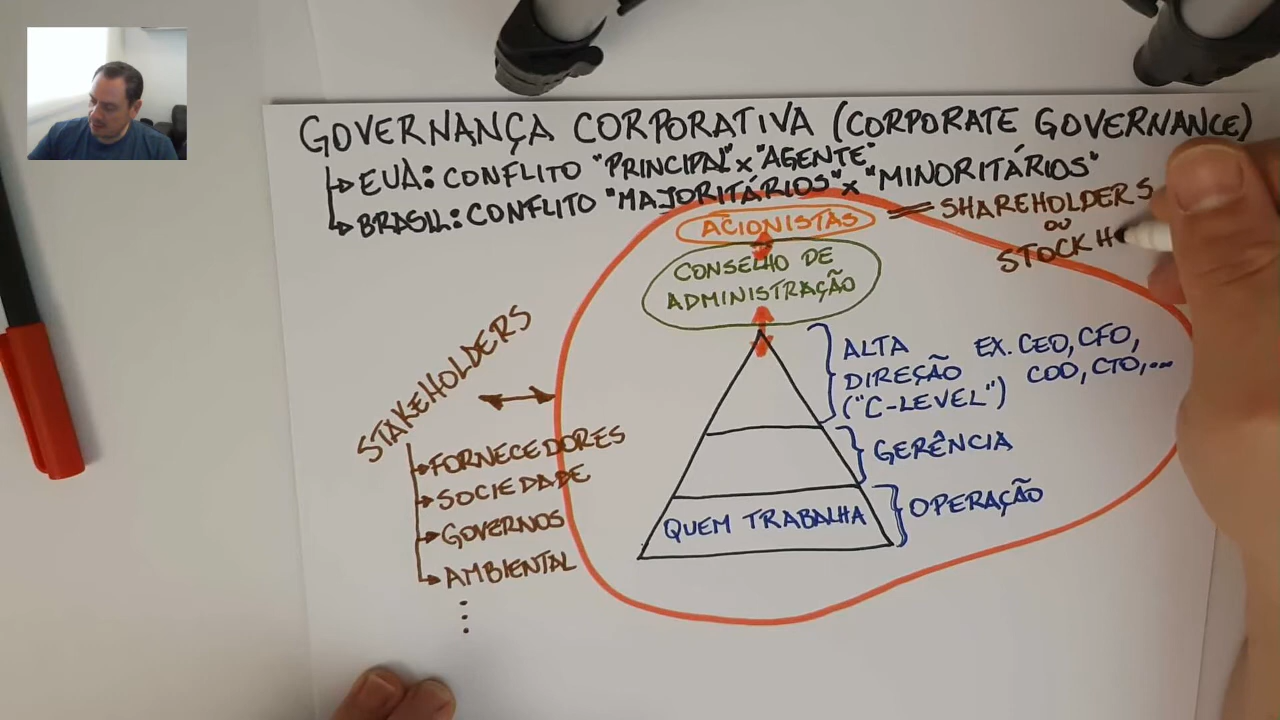 GOVERNANÇA CORPORATIVA (CORPORATE GOVERNANCE)
EUA: CONFLITO "PRINCIPAL" x "AGENTE"
BRASIL: CONFLITO "MAJORITÁRIOS" x "MINORITÁRIOS"
ACIONISTAS = SHAREHOLDERS
OU
STOCKH
CONSELHO DE
ADMINISTRAÇÃO
ALTA
DIREÇÃO
("C-LEVEL")
EX. CEO, CFO,
COO, CTO,...
GERÊNCIA
OPERAÇÃO
QUEM TRABALHA
STAKEHOLDERS
FORNECEDORES
SOCIEDADE
GOVERNOS
AMBIENTAL